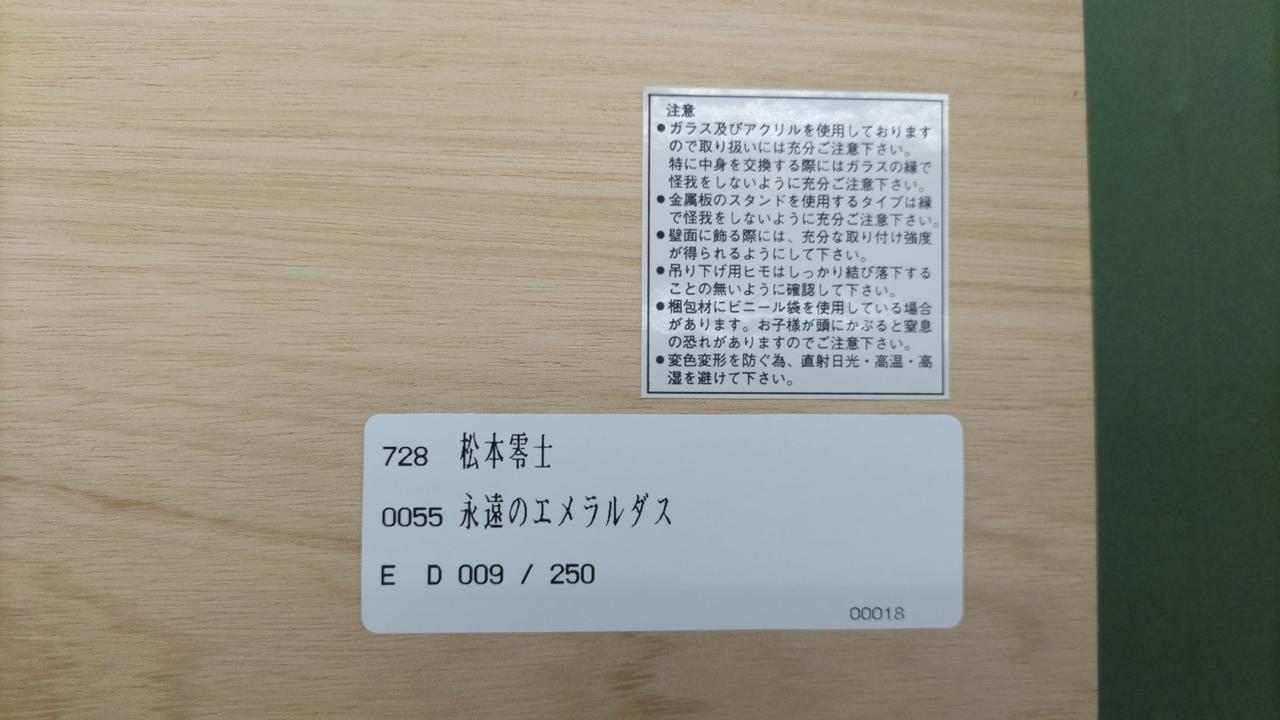 注意
●ガラス及びアクリルを使用しております
ので取り扱いには充分ご注意下さい。
特に中身を交換する際にはガラスの縁で
怪我をしないように充分ご注意下さい。
●金属板のスタンドを使用するタイプは縁
で怪我をしないように充分ご注意下さい。
●壁面に飾る際には、充分な取り付け強度
が得られるようにして下さい。
●吊り下げ用ヒモはしっかり結び落下する
ことの無いように確認して下さい。
●梱包材にビニール袋を使用している場合
があります。お子様が頭にかぶると窒息
の恐れがありますのでご注意下さい。
●変色変形を防ぐ為、直射日光・高温・高
湿を避けて下さい。
728 松本零士
0055 永遠のエメラルダス
E D 009 / 250
00018